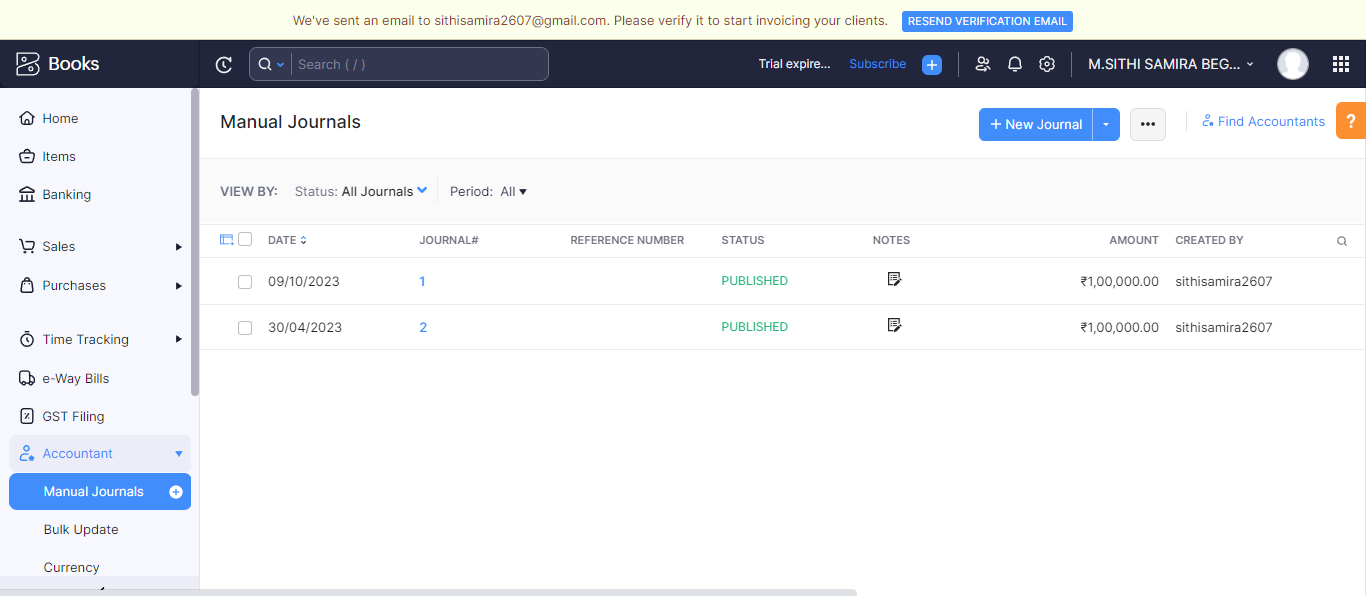 We've sent an email to sithisamira2607@gmail.com. Please verify it to start invoicing your clients. RESEND VERIFICATION EMAIL
Books
Search ( / )
Trial expire... Subscribe
M.SITHI SAMIRA BEG...
Home
Items
Banking
Sales
Purchases
Time Tracking
e-Way Bills
GST Filing
Accountant
Manual Journals
Bulk Update
Currency
Manual Journals
+ New Journal
Find Accountants
?
VIEW BY: Status: All Journals Period: All
DATE JOURNAL# REFERENCE NUMBER STATUS NOTES AMOUNT CREATED BY
09/10/2023 1 PUBLISHED ₹1,00,000.00 sithisamira2607
30/04/2023 2 PUBLISHED ₹1,00,000.00 sithisamira2607